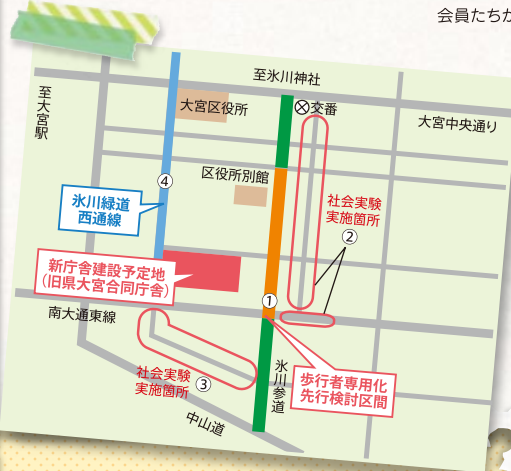 会員たちが
至氷川神社
交番
大宮区役所
大宮中央通り
至大宮駅
区役所別館
④
氷川緑道
西通線
社会実験
実施箇所
②
新庁舎建設予定地
(旧県大宮合同庁舎)
①
南大通東線
社会実験
実施箇所
③
氷川参道
歩行者専用化
先行検討区間
中山道